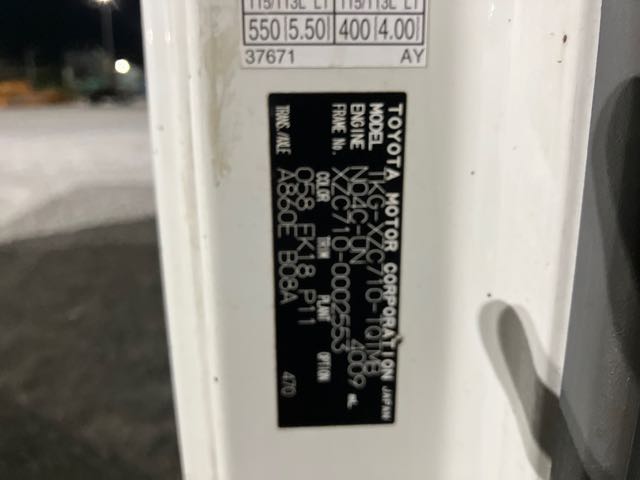 115/113L LT 115/113L LT
550 5.50 400 4.00
37671 AY
TOYOTA MOTOR CORPORATION JAPAN
MODEL TKG-XZC710-TQTMB
ENGINE N04C-UN 4009 mL
FRAME No. XZC710-0002553
COLOR TRIM PLANT OPTION
058 FK18 P11
TRANS./AXLE A860E B08A 470